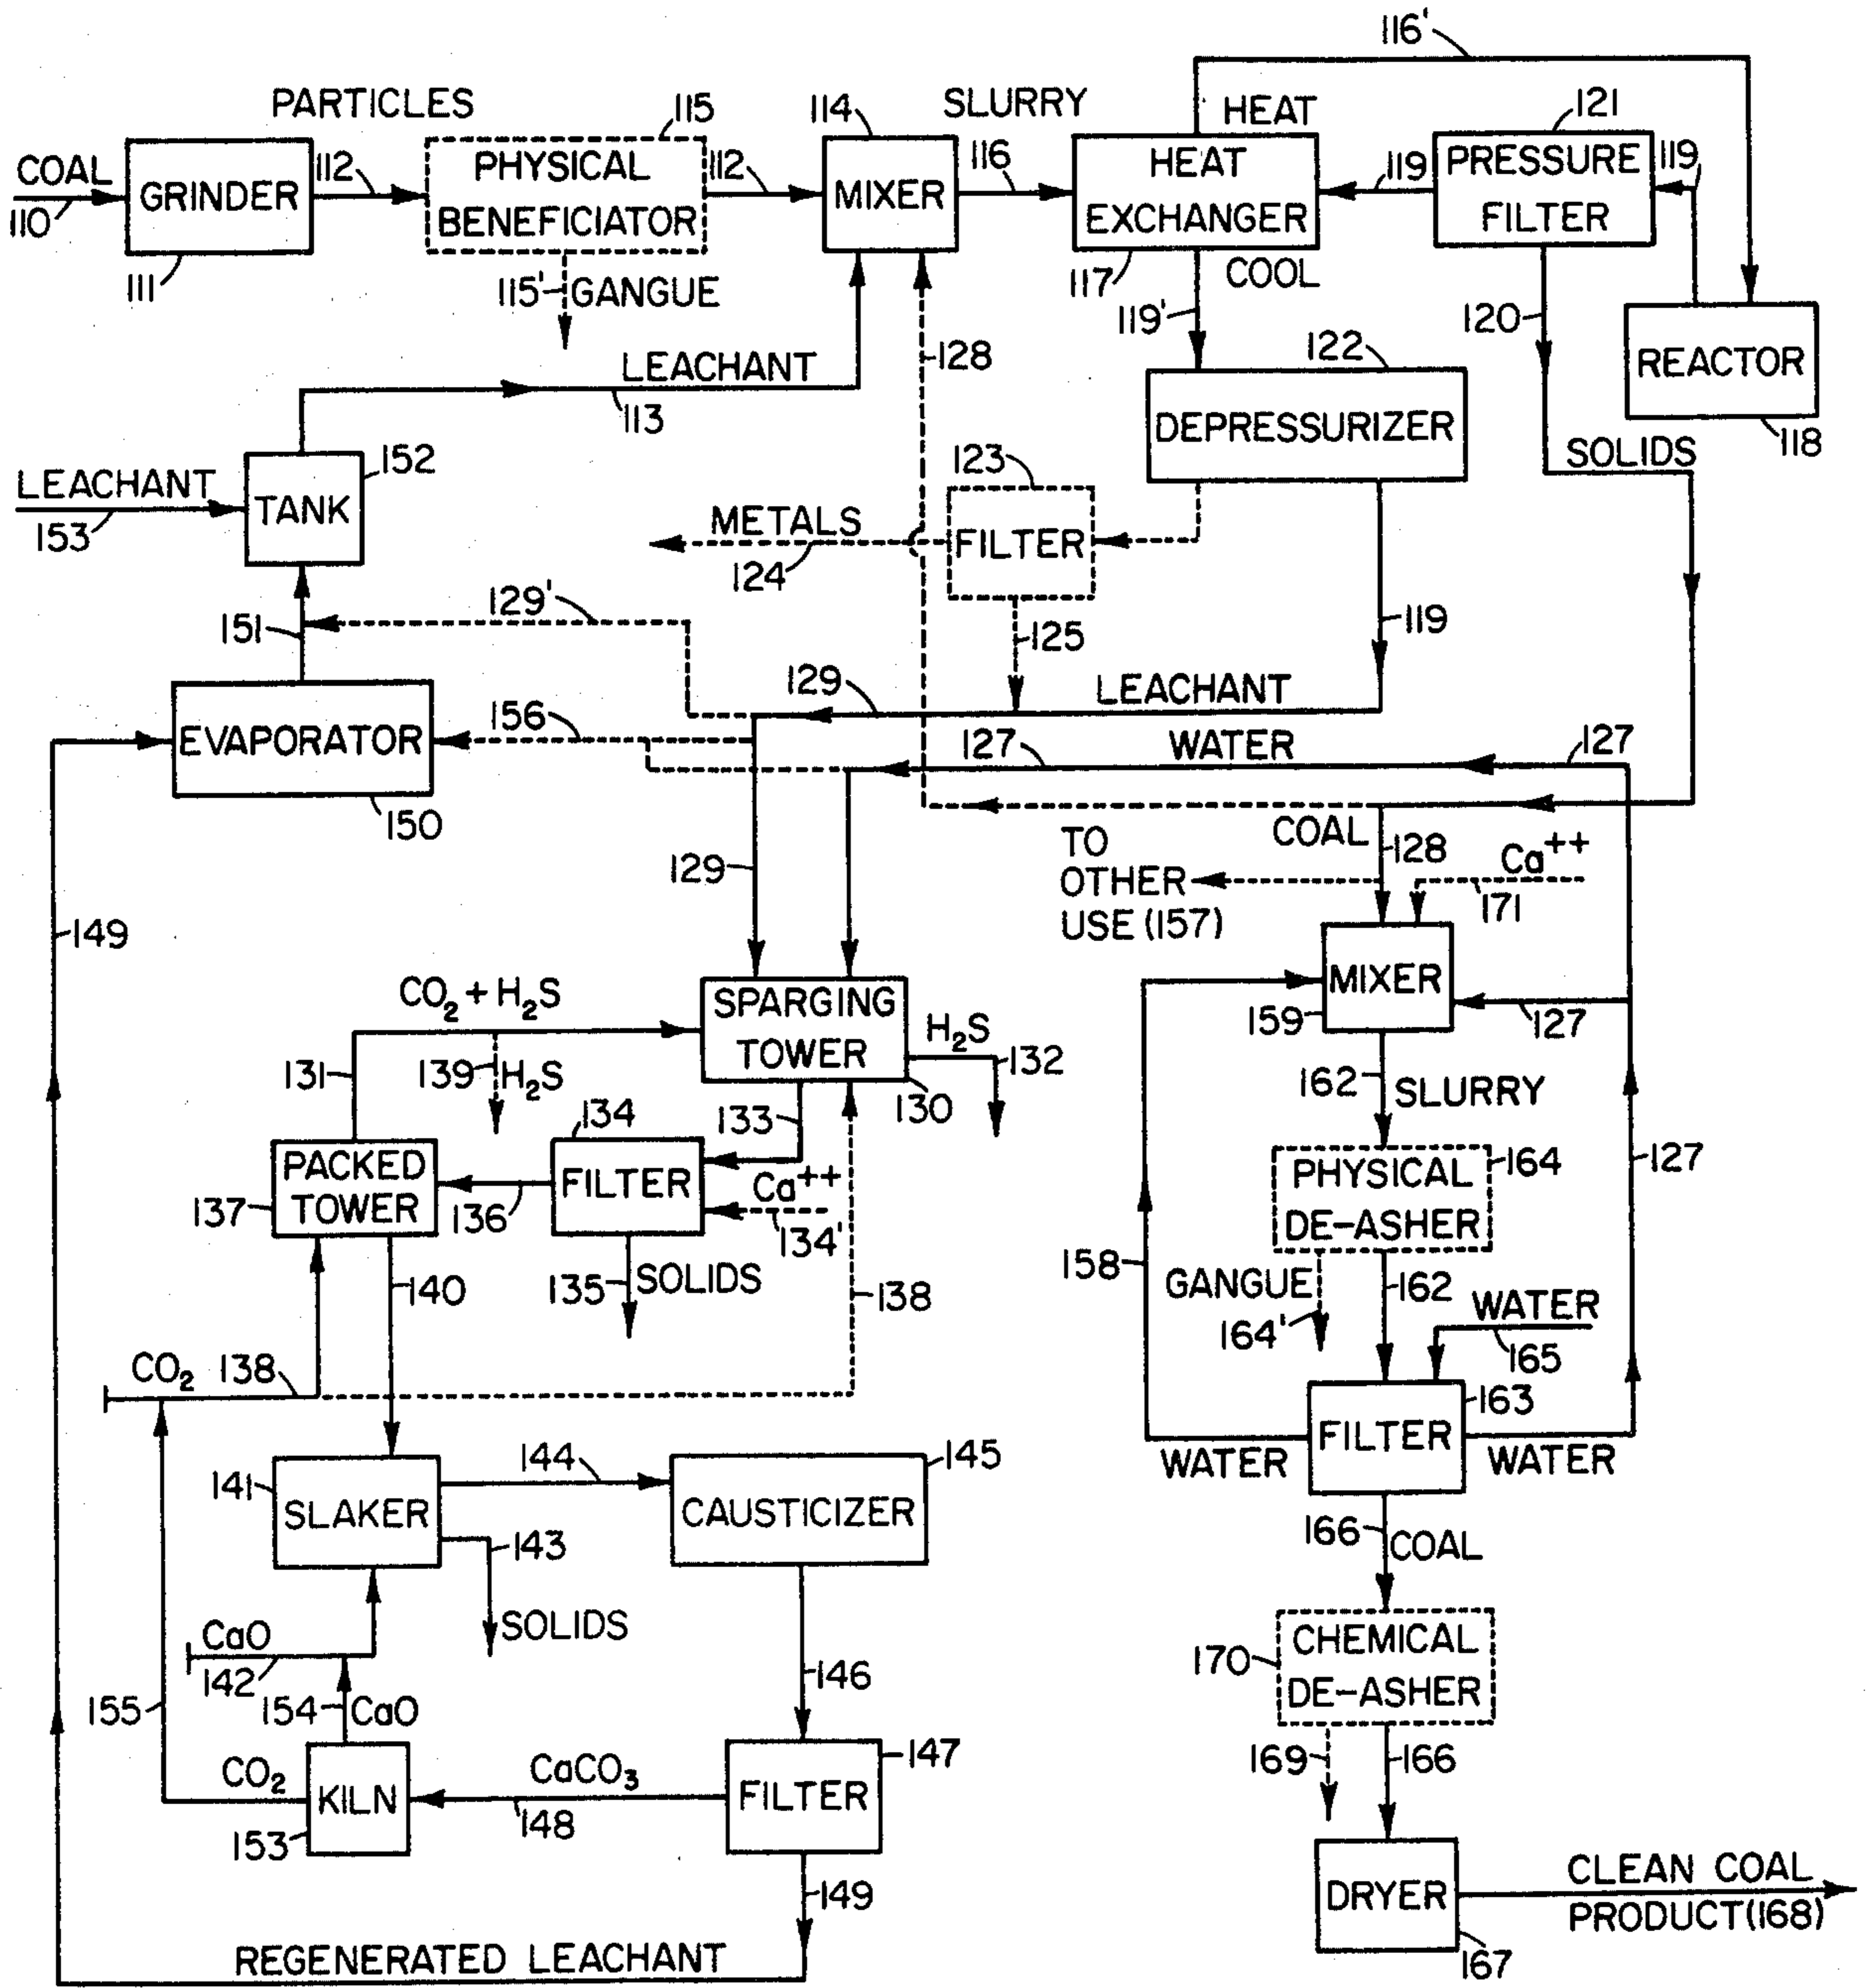 116'
PARTICLES
115
114
SLURRY
HEAT
121
COAL
110
GRINDER
111
112
PHYSICAL
BENEFICIATOR
112
MIXER
116
HEAT
EXCHANGER
117
119
PRESSURE
FILTER
119
115'
GANGUE
COOL
119'
120
REACTOR
118
128
122
DEPRESSURIZER
LEACHANT
113
152
LEACHANT
153
TANK
123
FILTER
METALS
124
SOLIDS
129'
151
125
119
129
LEACHANT
EVAPORATOR
150
156
127
WATER
127
129
TO
OTHER
USE (157)
COAL
128
Ca++
171
149
MIXER
159
127
CO2 + H2S
SPARGING
TOWER
130
H2S
132
131
139
H2S
133
162
SLURRY
134
PACKED
TOWER
137
136
FILTER
Ca++
134'
PHYSICAL
DE-ASHER
164
127
140
135
SOLIDS
138
158
GANGUE
164'
162
WATER
165
CO2
138
163
FILTER
WATER
WATER
141
SLAKER
144
145
CAUSTICIZER
143
SOLIDS
166
COAL
CaO
142
154
CaO
155
146
CHEMICAL
DE-ASHER
170
CO2
KILN
153
CaCO3
148
147
FILTER
169
166
149
DRYER
167
CLEAN COAL
PRODUCT(168)
REGENERATED LEACHANT